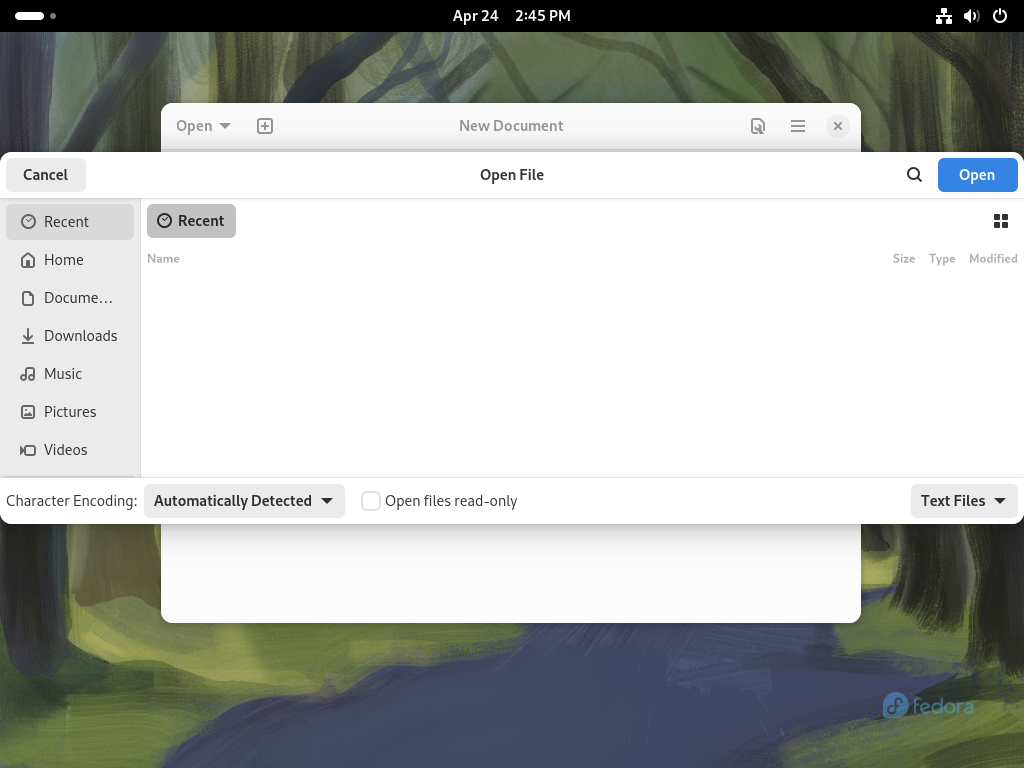 Apr 24 2:45 PM
Open New Document
Cancel Open File Open
Recent
Home
Docume…
Downloads
Music
Pictures
Videos
Recent
Name Size Type Modified
Character Encoding: Automatically Detected Open files read-only Text Files
fedora